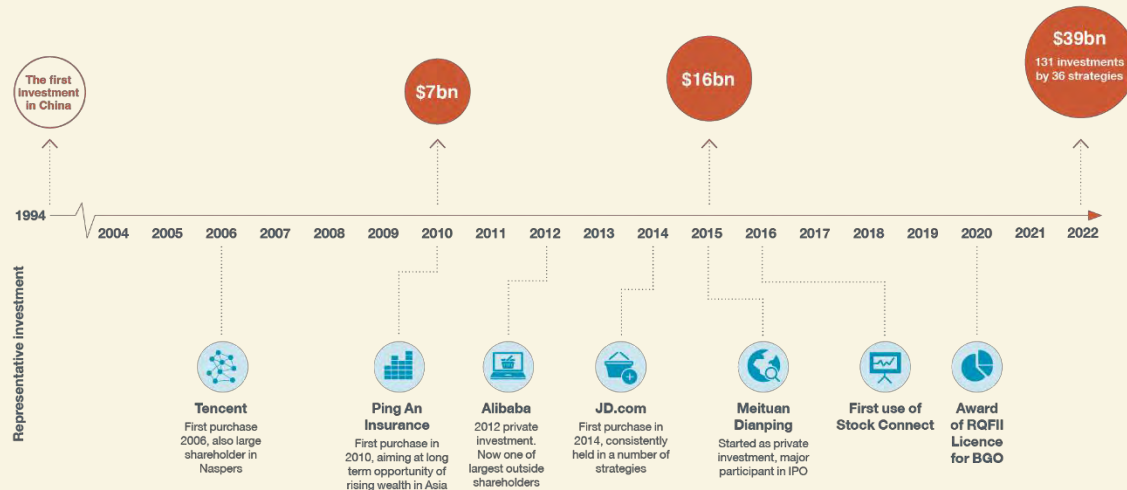 The first
investment
in China
$7bn
$16bn
$39bn
131 investments
by 36 strategies
1994
2004 2005 2006 2007 2008 2009 2010 2011 2012 2013 2014 2015 2016 2017 2018 2019 2020 2021 2022
Representative investment
Tencent
First purchase
2006, also large
shareholder in
Naspers
Ping An
Insurance
First purchase in
2010, aiming at long
term opportunity of
rising wealth in Asia
Alibaba
2012 private
investment.
Now one of
largest outside
shareholders
JD.com
First purchase in
2014, consistently
held in a number of
strategies
Meituan
Dianping
Started as private
investment, major
participant in IPO
First use of
Stock Connect
Award
of RQFII
Licence
for BGO